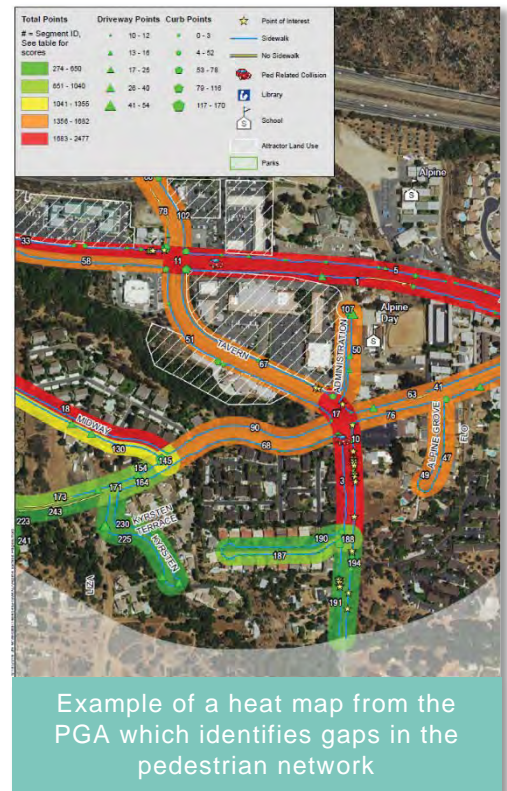 Total Points
# = Segment ID,
See table for
scores
274 - 650
651 - 1040
1041 - 1355
1356 - 1682
1683 - 2477
Driveway Points
10 - 12
13 - 16
17 - 25
26 - 40
41 - 54
Curb Points
0 - 3
4 - 52
53 - 78
79 - 116
117 - 170
Point of Interest
Sidewalk
No Sidewalk
Ped Related Collision
Library
S
School
Attractor Land Use
Parks
Alpine
S
78
102
33
58
11
5
1
107
Alpine
Day
S
51
TAVERN
67
50
ADMINISTRATION
63
41
17
76
18
MIDWAY
90
68
10
130
145
154
164
3
ALPINE GROVE
47
49
173
171
243
223
241
230
225
KYRSTEN
TERRACE
KYRSTEN
LIZA
190
188
187
194
191
Example of a heat map from the
PGA which identifies gaps in the
pedestrian network